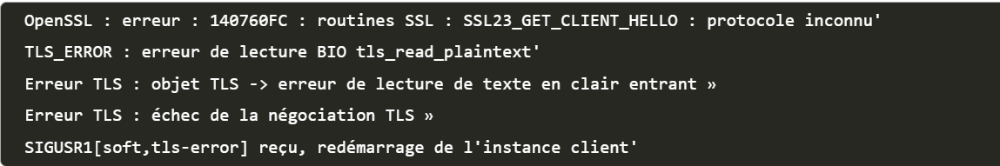 OpenSSL : erreur : 140760FC : routines SSL : SSL23_GET_CLIENT_HELLO : protocole inconnu'
TLS_ERROR : erreur de lecture BIO tls_read_plaintext'
Erreur TLS : objet TLS -> erreur de lecture de texte en clair entrant »
Erreur TLS : échec de la négociation TLS »
SIGUSR1[soft,tls-error] reçu, redémarrage de l'instance client'